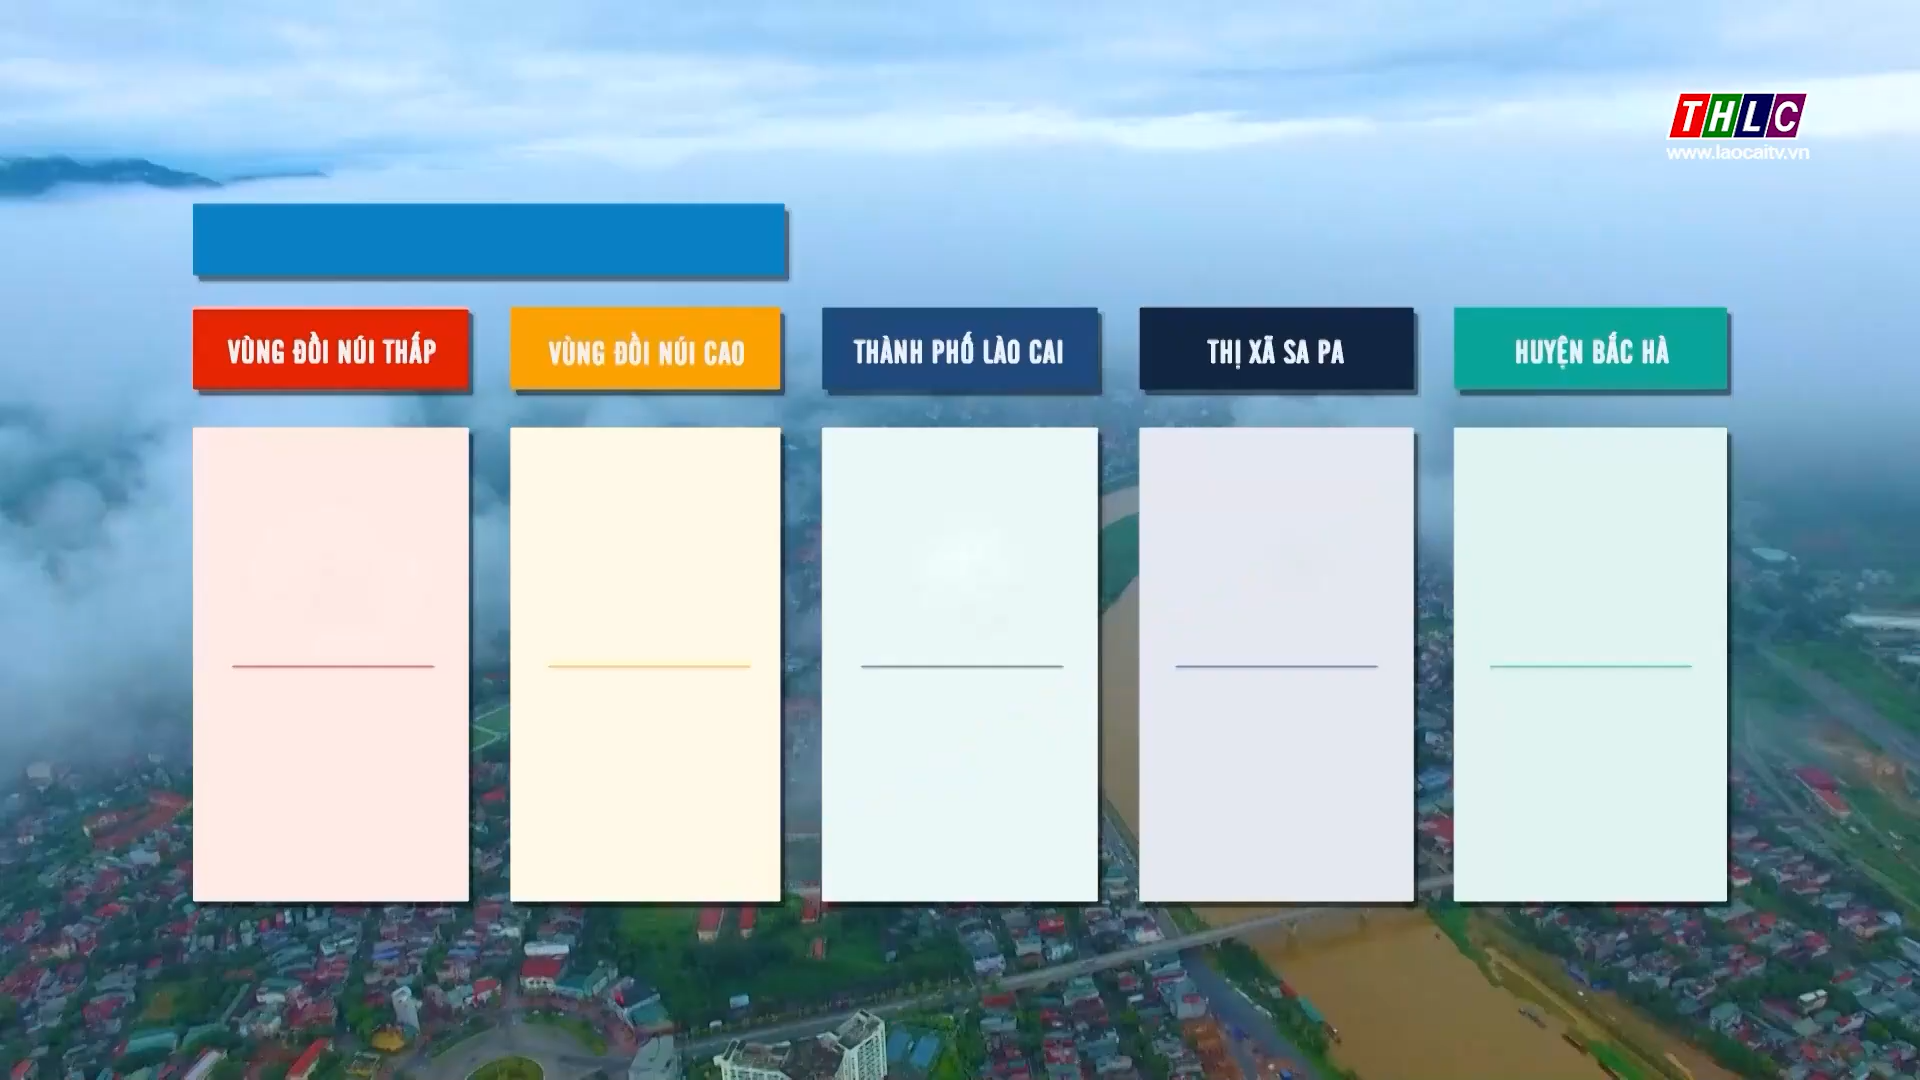 THLC
www.laocaitv.vn
VÙNG ĐỒI NÚI THẤP
VÙNG ĐỒI NÚI CAO
THÀNH PHỐ LÀO CAI
THỊ XÃ SA PA
HUYỆN BẮC HÀ